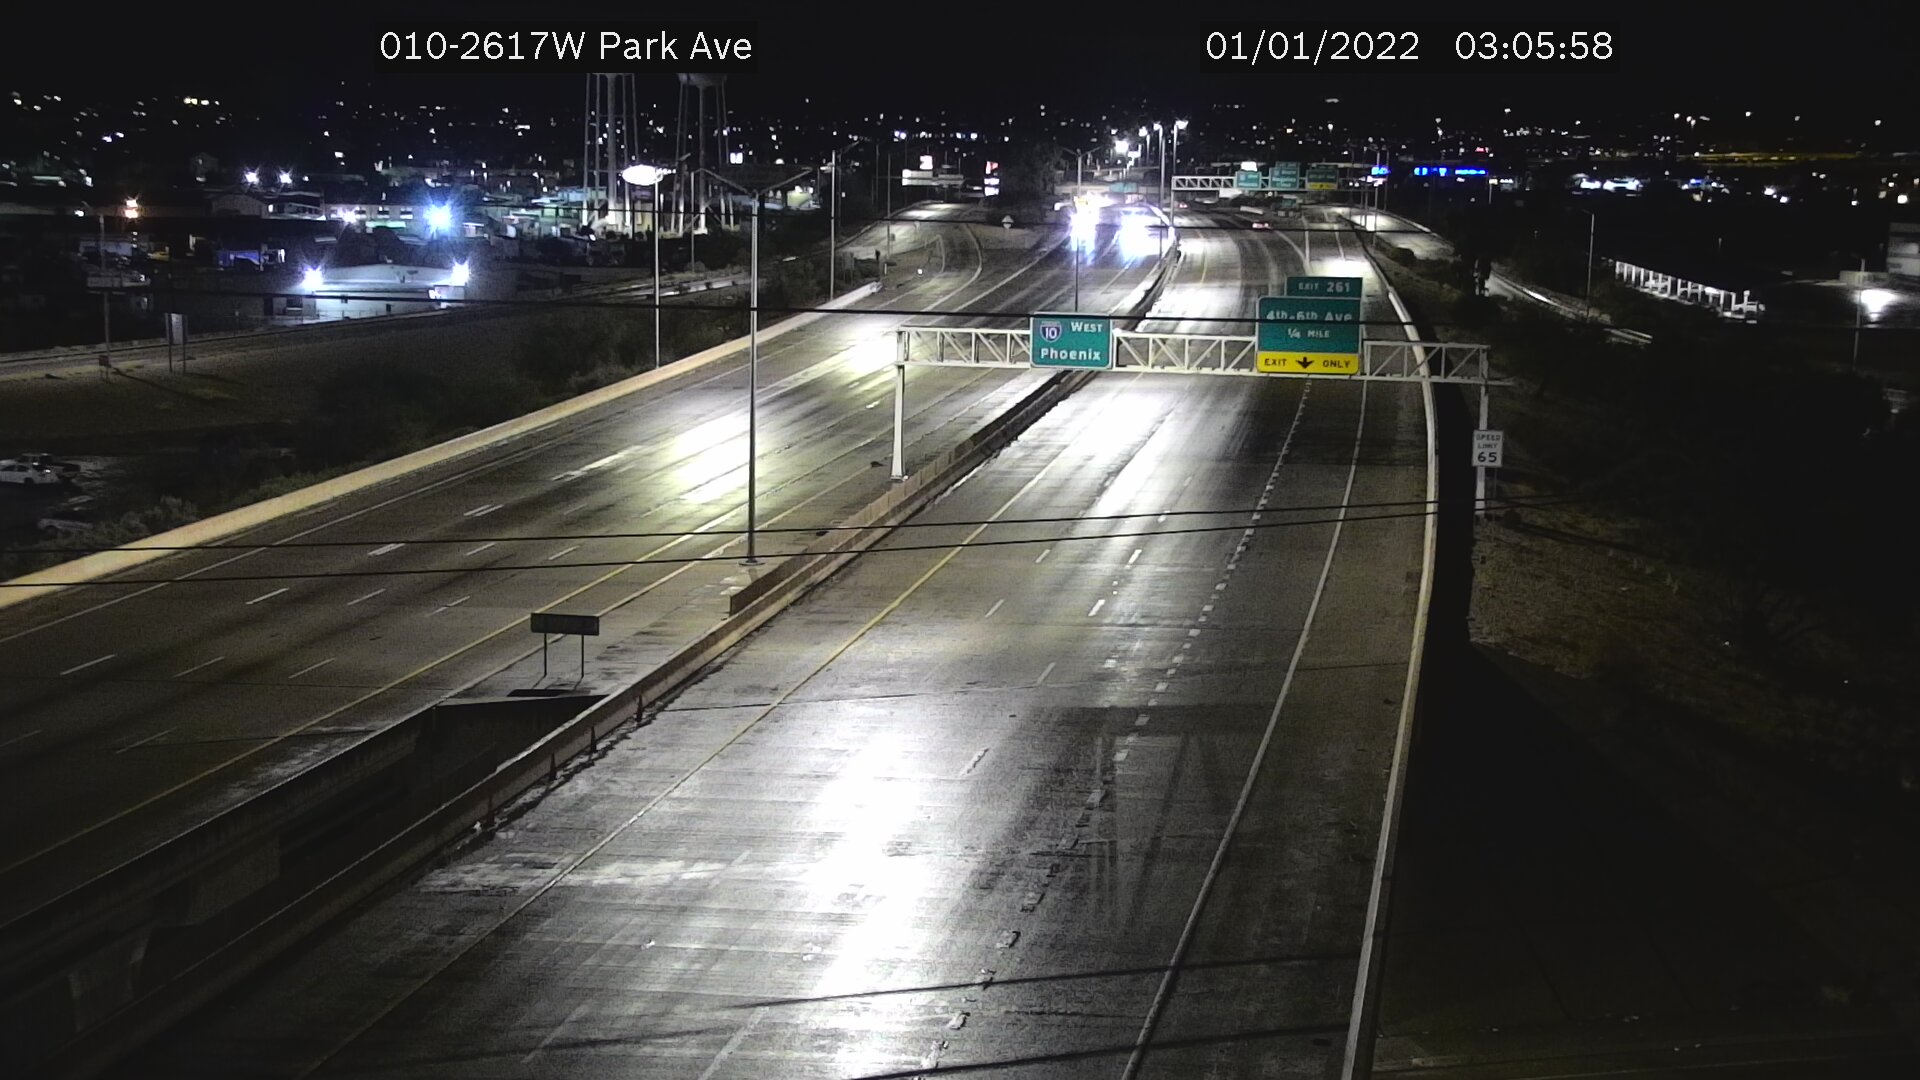 010-2617W Park Ave
01/01/2022 03:05:58
EXIT 261
4th-6th Ave
1/4 MILE
EXIT ONLY
10 WEST
Phoenix
SPEED
LIMIT
65